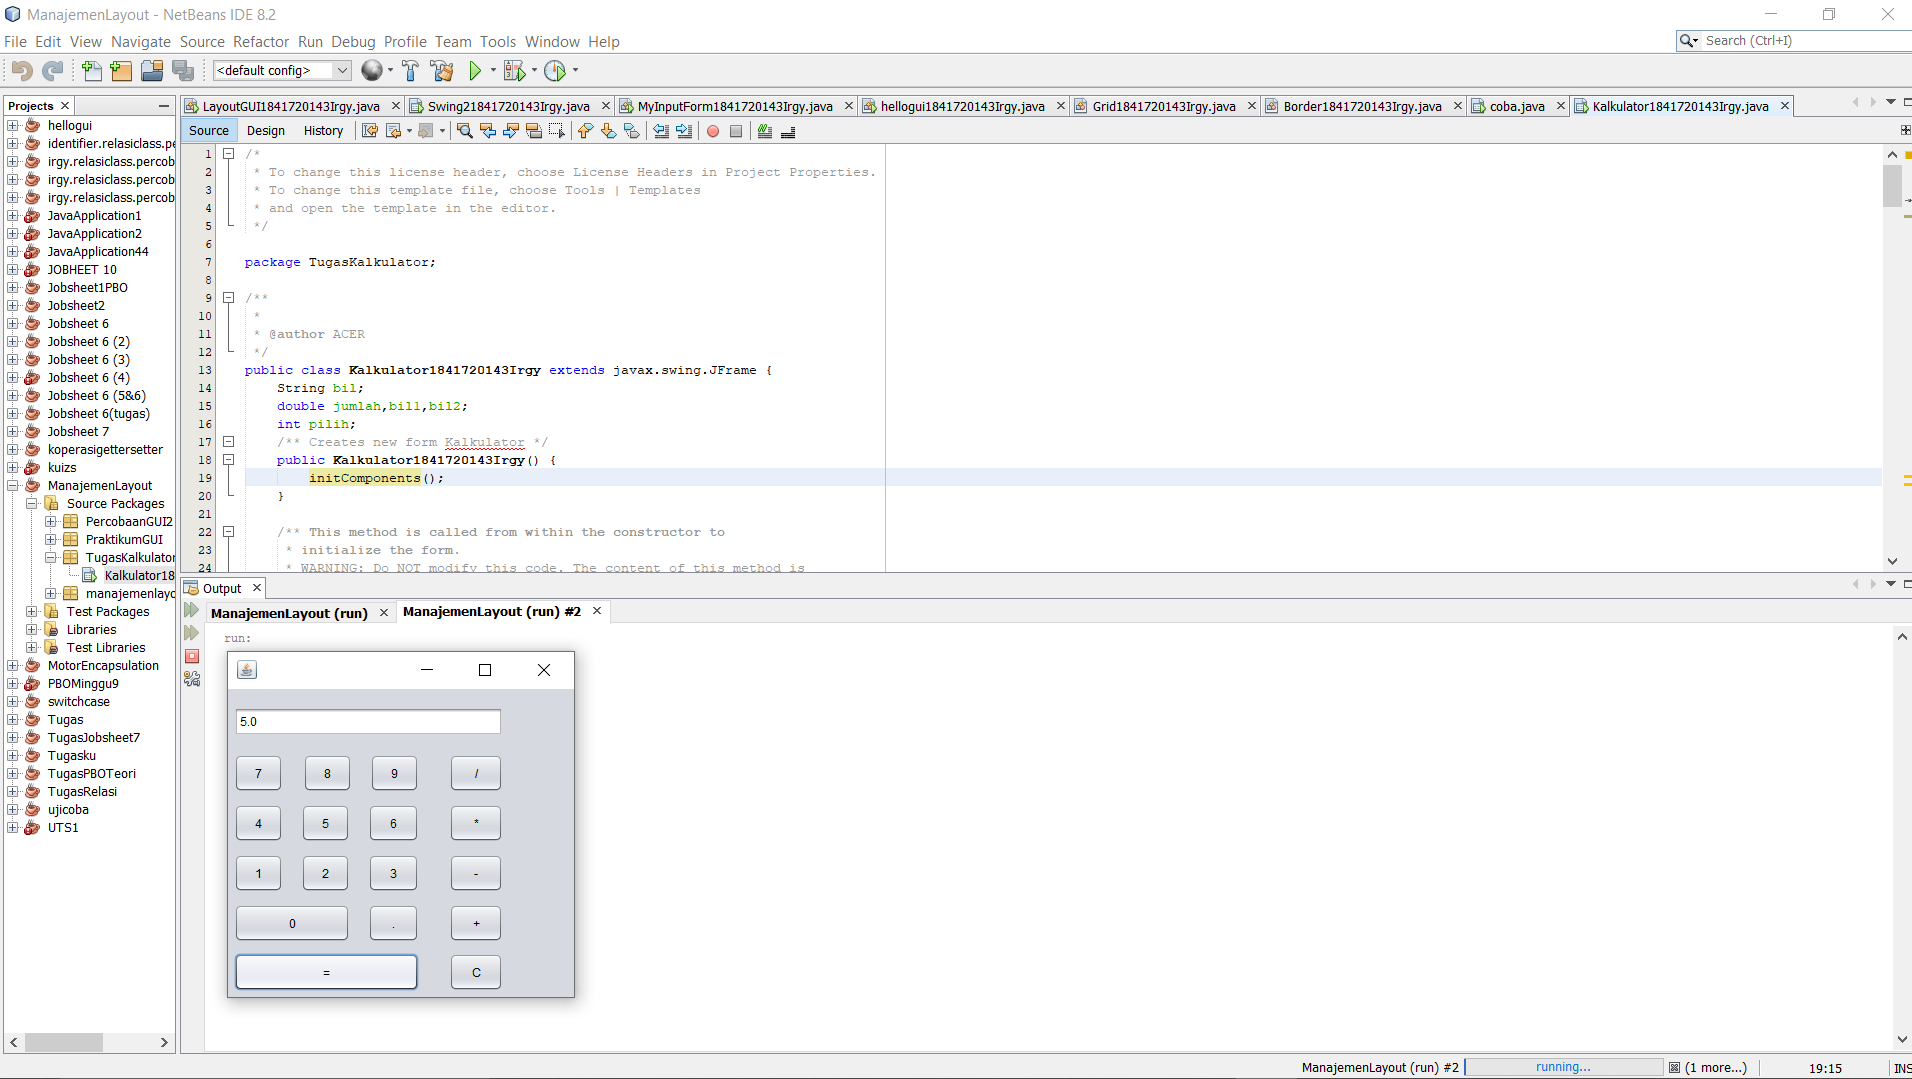 ManajemenLayout - NetBeans IDE 8.2
File Edit View Navigate Source Refactor Run Debug Profile Team Tools Window Help
Search (Ctrl+I)
<default config>
Projects
hellogui
identifier.relasiclass.pe
irgy.relasiclass.percob
irgy.relasiclass.percob
irgy.relasiclass.percob
JavaApplication1
JavaApplication2
JavaApplication44
JOBHEET 10
Jobsheet1PBO
Jobsheet2
Jobsheet 6
Jobsheet 6 (2)
Jobsheet 6 (3)
Jobsheet 6 (4)
Jobsheet 6 (5&6)
Jobsheet 6(tugas)
Jobsheet 7
koperasigettersetter
kuizs
ManajemenLayout
Source Packages
PercobaanGUI2
PraktikumGUI
TugasKalkulator
Kalkulator18
manajemenlayo
Test Packages
Libraries
Test Libraries
MotorEncapsulation
PBOMinggu9
switchcase
Tugas
TugasJobsheet7
Tugasku
TugasPBOTeori
TugasRelasi
ujicoba
UTS1
LayoutGUI1841720143Irgy.java Swing21841720143Irgy.java MyInputForm1841720143Irgy.java hellogui1841720143Irgy.java Grid1841720143Irgy.java Border1841720143Irgy.java coba.java Kalkulator1841720143Irgy.java
Source Design History
1 /*
2 * To change this license header, choose License Headers in Project Properties.
3 * To change this template file, choose Tools | Templates
4 * and open the template in the editor.
5 */
6
7 package TugasKalkulator;
8
9 /**
10 *
11 * @author ACER
12 */
13 public class Kalkulator1841720143Irgy extends javax.swing.JFrame {
14 String bil;
15 double jumlah,bil1,bil2;
16 int pilih;
17 /** Creates new form Kalkulator */
18 public Kalkulator1841720143Irgy() {
19 initComponents();
20 }
21
22 /** This method is called from within the constructor to
23 * initialize the form.
24 * WARNING: Do NOT modify this code. The content of this method is
Output
ManajemenLayout (run) ManajemenLayout (run) #2
run:
5.0
7 8 9 /
4 5 6 *
1 2 3 -
0 . +
= C
ManajemenLayout (run) #2 running... (1 more...) 19:15 INS